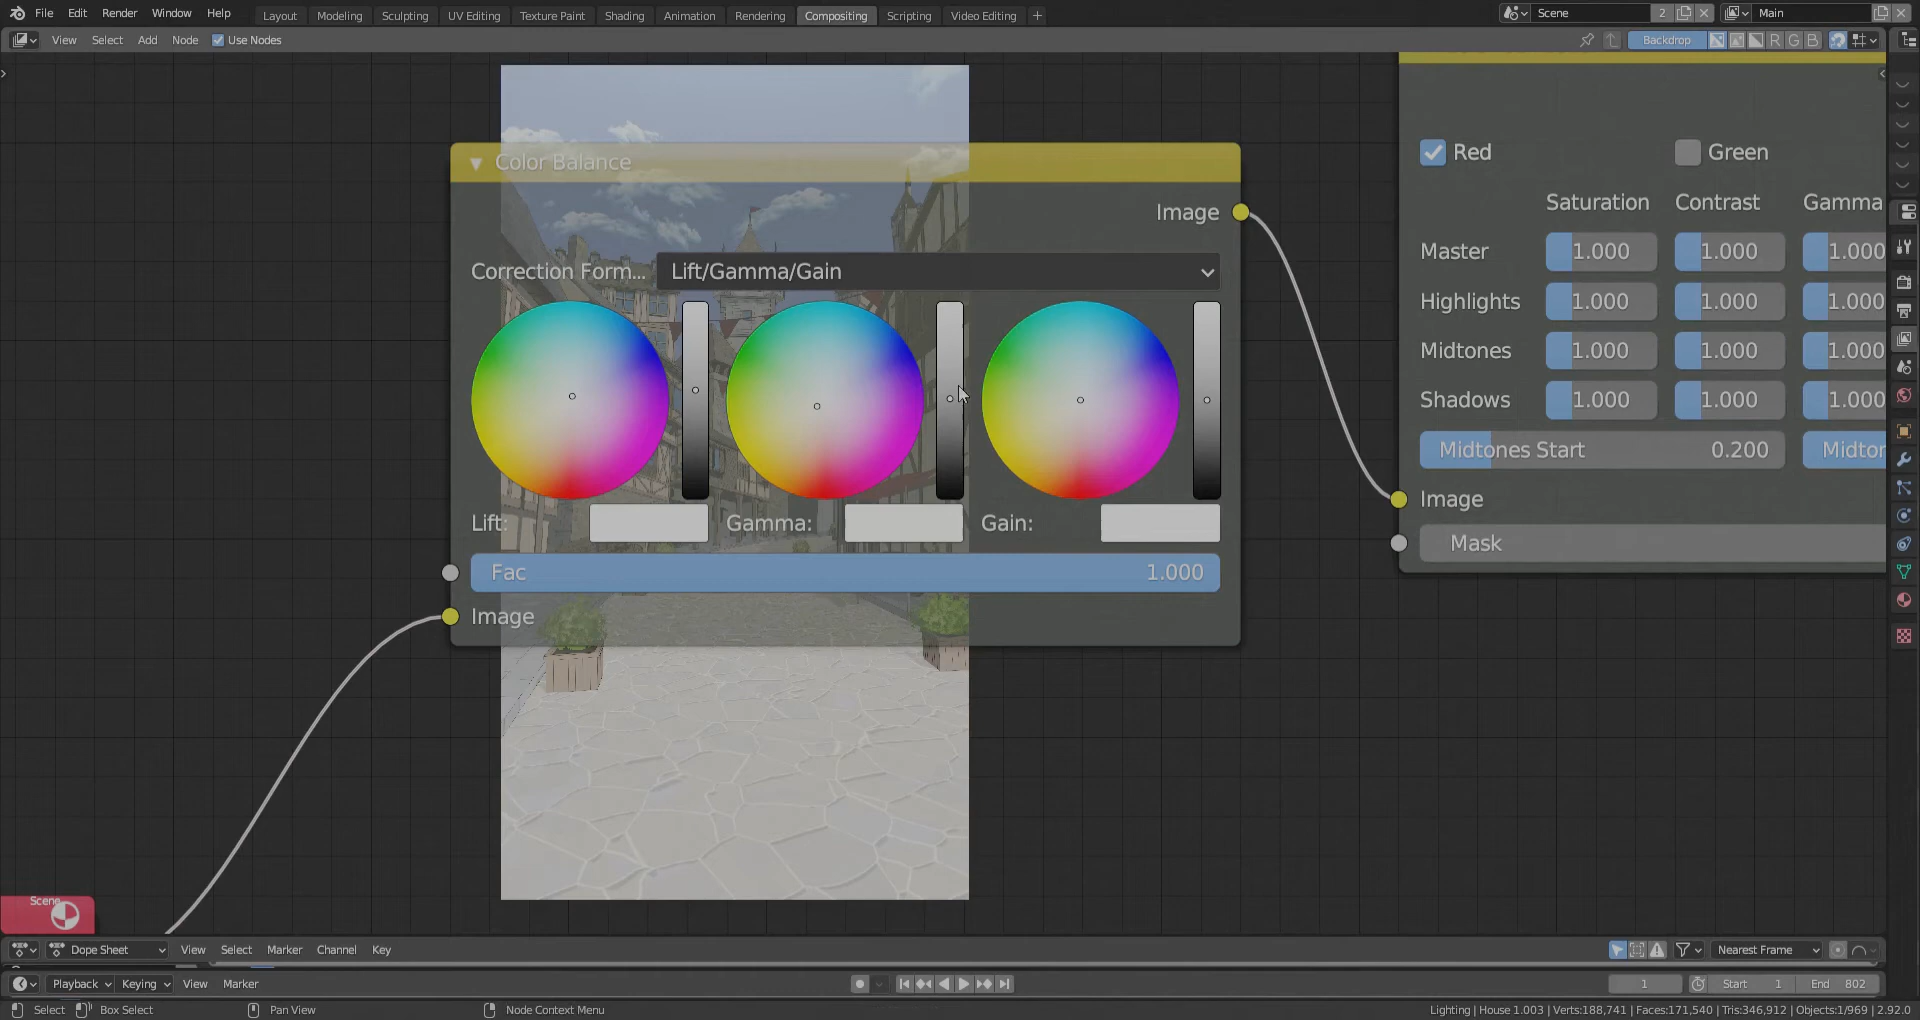 File Edit Render Window Help Layout Modeling Sculpting UV Editing Texture Paint Shading Animation Rendering Compositing Scripting Video Editing + Scene 2 Main
View Select Add Node Use Nodes Backdrop R G B
Color Balance
Image
Correction Form... Lift/Gamma/Gain
Lift: Gamma: Gain:
Fac 1.000
Image
Red Green
Saturation Contrast Gamma
Master 1.000 1.000 1.000
Highlights 1.000 1.000 1.000
Midtones 1.000 1.000 1.000
Shadows 1.000 1.000 1.000
Midtones Start 0.200 Midtor
Image
Mask
Scene
Dope Sheet View Select Marker Channel Key Nearest Frame
Playback Keying View Marker 1 Start 1 End 802
Select Box Select Pan View Node Context Menu Lighting | House 1.003 | Verts:188,741 | Faces:171,540 | Tris:346,912 | Objects:1/969 | 2.92.0